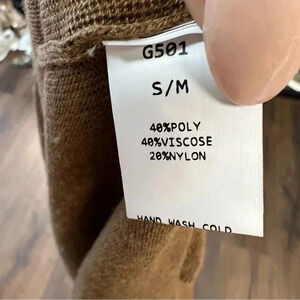 G501
S/M
40%POLY
40%VISCOSE
20%NYLON
HAND WASH COLD